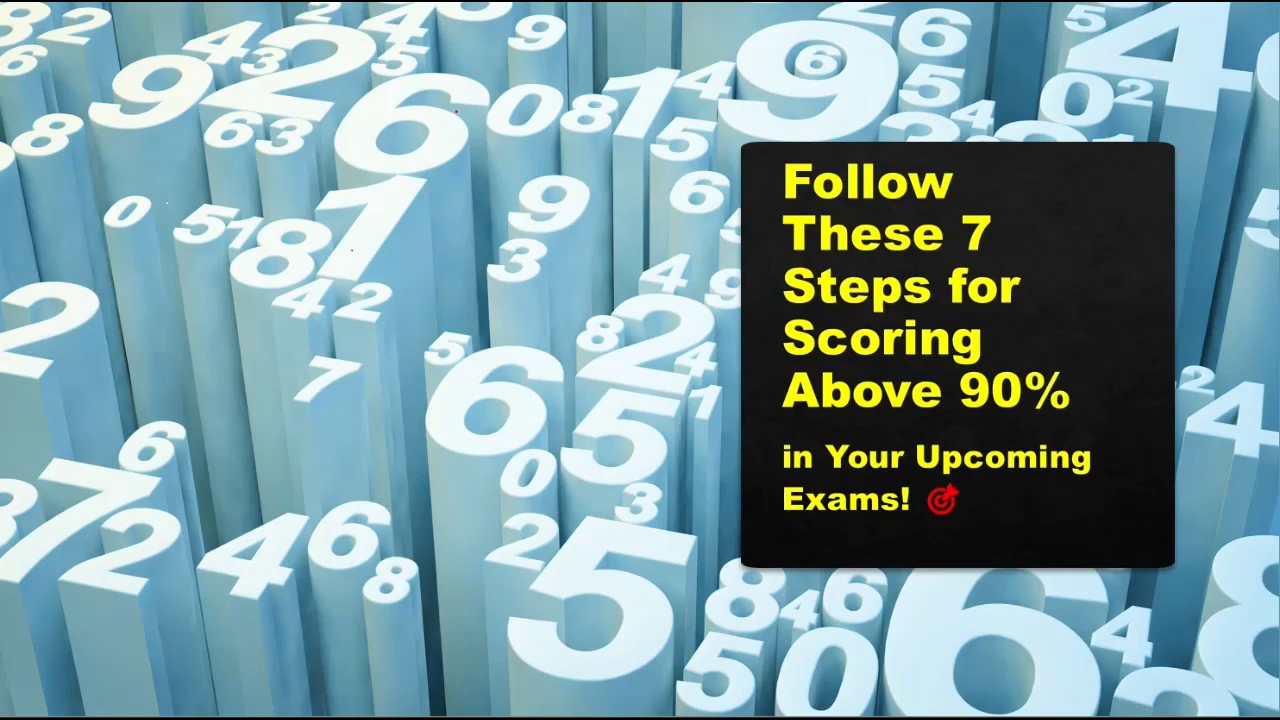 Follow
These 7
Steps for
Scoring
Above 90%
in Your Upcoming
Exams! 🎯